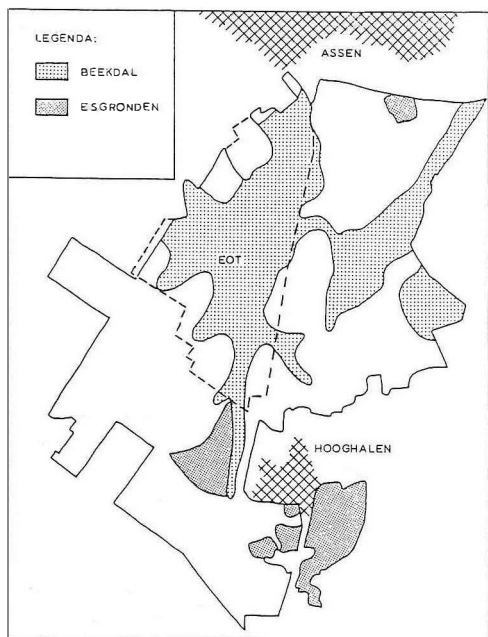 LEGENDA:
BEEKDAL
ESGRONDEN
ASSEN
EOT
HOOGHALEN